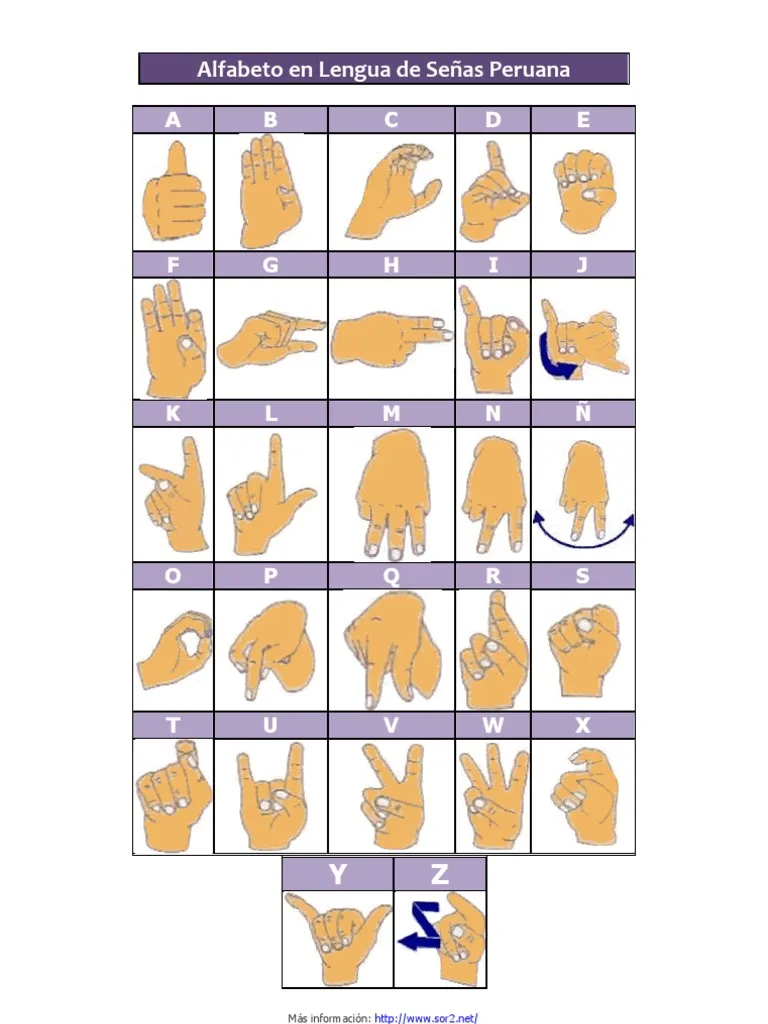 Alfabeto en Lengua de Señas Peruana
A B C D E
F G H I J
K L M N Ñ
O P Q R S
T U V W X
Y Z
Más información: http://www.sor2.net/